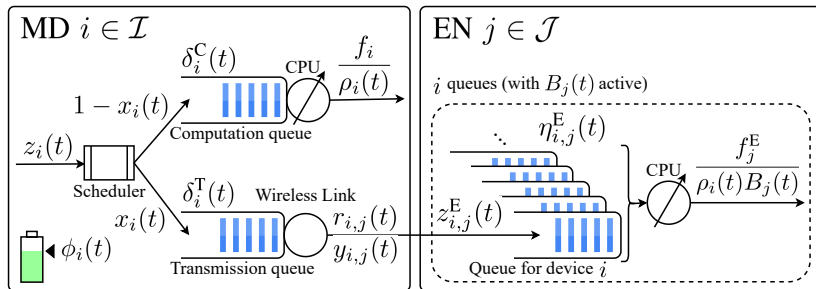 MD i ∈ 𝓘
δ_i^C(t)
CPU
f_i / ρ_i(t)
1 − x_i(t)
Computation queue
z_i(t)
Scheduler
δ_i^T(t)
Wireless Link
x_i(t)
r_{i,j}(t)
y_{i,j}(t)
Transmission queue
ϕ_i(t)
EN j ∈ 𝓙
i queues (with B_j(t) active)
⋱
η_{i,j}^E(t)
CPU
f_j^E / ρ_i(t)B_j(t)
z_{i,j}^E(t)
Queue for device i